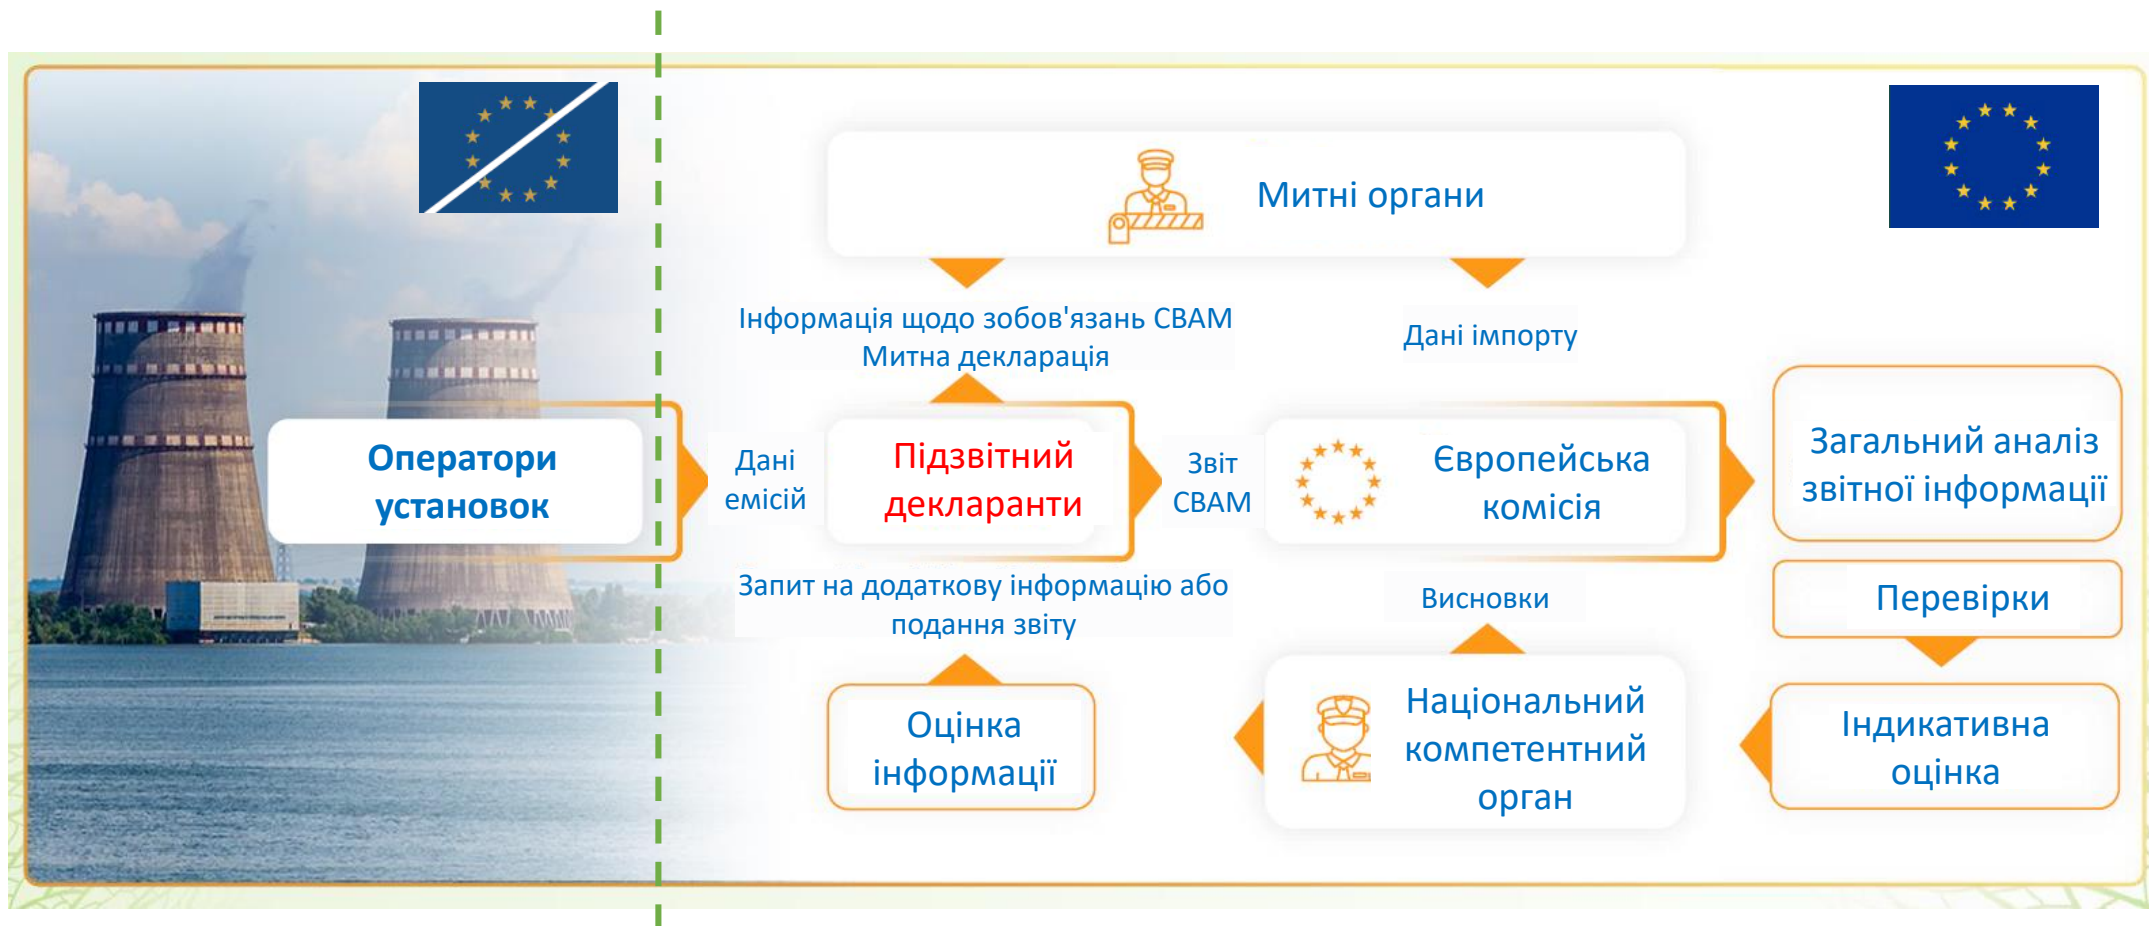 Митні органи
Інформація щодо зобов'язань СВАМ
Митна декларація
Дані імпорту
Оператори
установок
Дані
емісій
Підзвітний
декларанти
Звіт
СВАМ
Європейська
комісія
Загальний аналіз
звітної інформації
Запит на додаткову інформацію або
подання звіту
Висновки
Перевірки
Оцінка
інформації
Національний
компетентний
орган
Індикативна
оцінка